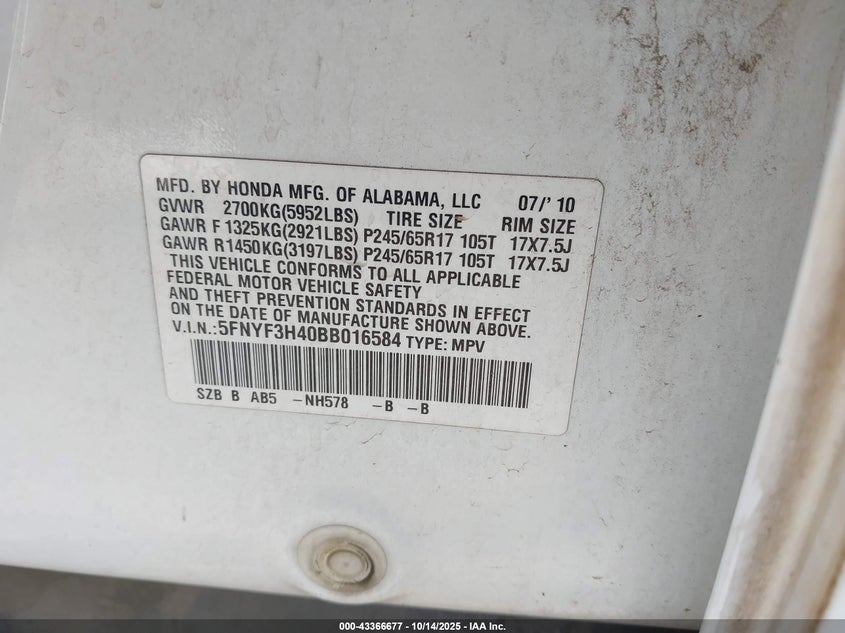 MFD. BY HONDA MFG. OF ALABAMA, LLC 07/'10
GVWR 2700KG(5952LBS) TIRE SIZE RIM SIZE
GAWR F 1325KG(2921LBS) P245/65R17 105T 17X7.5J
GAWR R1450KG(3197LBS) P245/65R17 105T 17X7.5J
THIS VEHICLE CONFORMS TO ALL APPLICABLE
FEDERAL MOTOR VEHICLE SAFETY
AND THEFT PREVENTION STANDARDS IN EFFECT
ON THE DATE OF MANUFACTURE SHOWN ABOVE.
V.I.N.:5FNYF3H40BB016584 TYPE: MPV
SZB B AB5 -NH578 -B -B
000-43366677 - 10/14/2025 - IAA Inc.